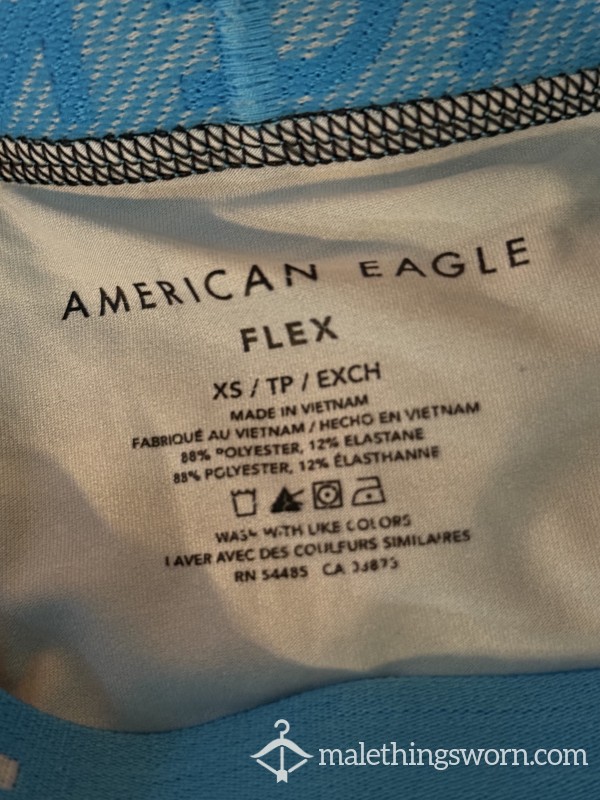 AMERICAN EAGLE
FLEX
XS / TP / EXCH
MADE IN VIETNAM
FABRIQUÉ AU VIETNAM / HECHO EN VIETNAM
88% POLYESTER, 12% ELASTANE
88% POLYESTER, 12% ÉLASTHANNE
WASH WITH LIKE COLORS
LAVER AVEC DES COULEURS SIMILAIRES
RN 54485 CA
malethingsworn.com